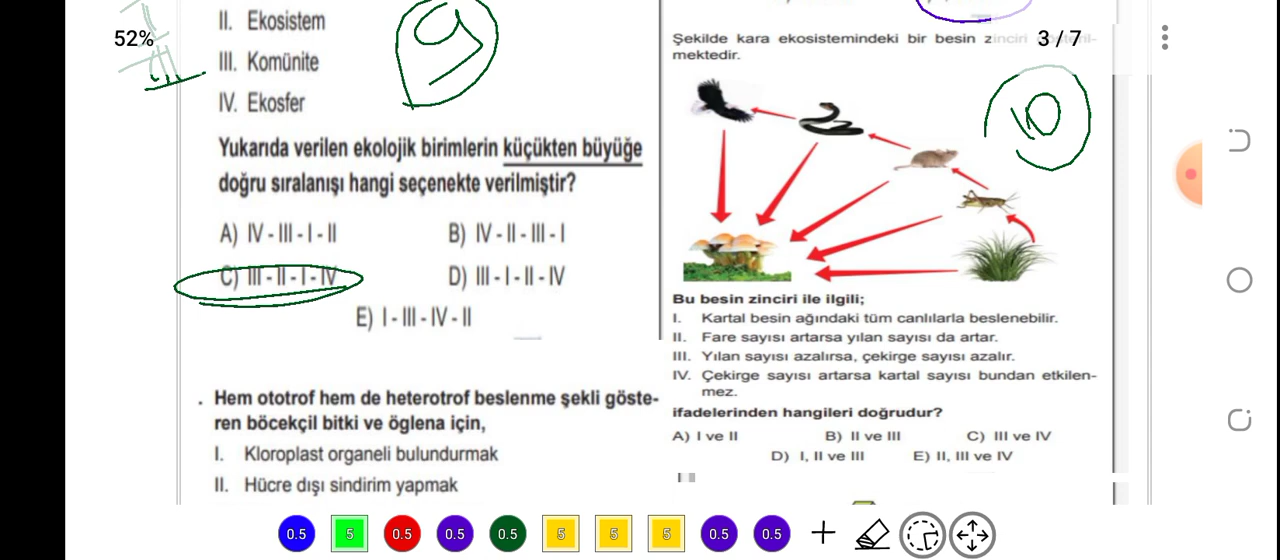 52%
II. Ekosistem
III. Komünite
IV. Ekosfer
9
Yukarıda verilen ekolojik birimlerin küçükten büyüğe
doğru sıralanışı hangi seçenekte verilmiştir?
A) IV - III - I - II
B) IV - II - III - I
C) III - II - I - IV
D) III - I - II - IV
E) I - III - IV - II
. Hem ototrof hem de heterotrof beslenme şekli göste-
ren böcekçil bitki ve öglena için,
I. Kloroplast organeli bulundurmak
II. Hücre dışı sindirim yapmak
3 / 7
Şekilde kara ekosistemindeki bir besin zinciri gösteril-
mektedir.
10
Bu besin zinciri ile ilgili;
I. Kartal besin ağındaki tüm canlılarla beslenebilir.
II. Fare sayısı artarsa yılan sayısı da artar.
III. Yılan sayısı azalırsa, çekirge sayısı azalır.
IV. Çekirge sayısı artarsa kartal sayısı bundan etkilen-
mez.
ifadelerinden hangileri doğrudur?
A) I ve II
B) II ve III
C) III ve IV
D) I, II ve III
E) II, III ve IV
0.5 5 0.5 0.5 0.5 5 5 5 0.5 0.5